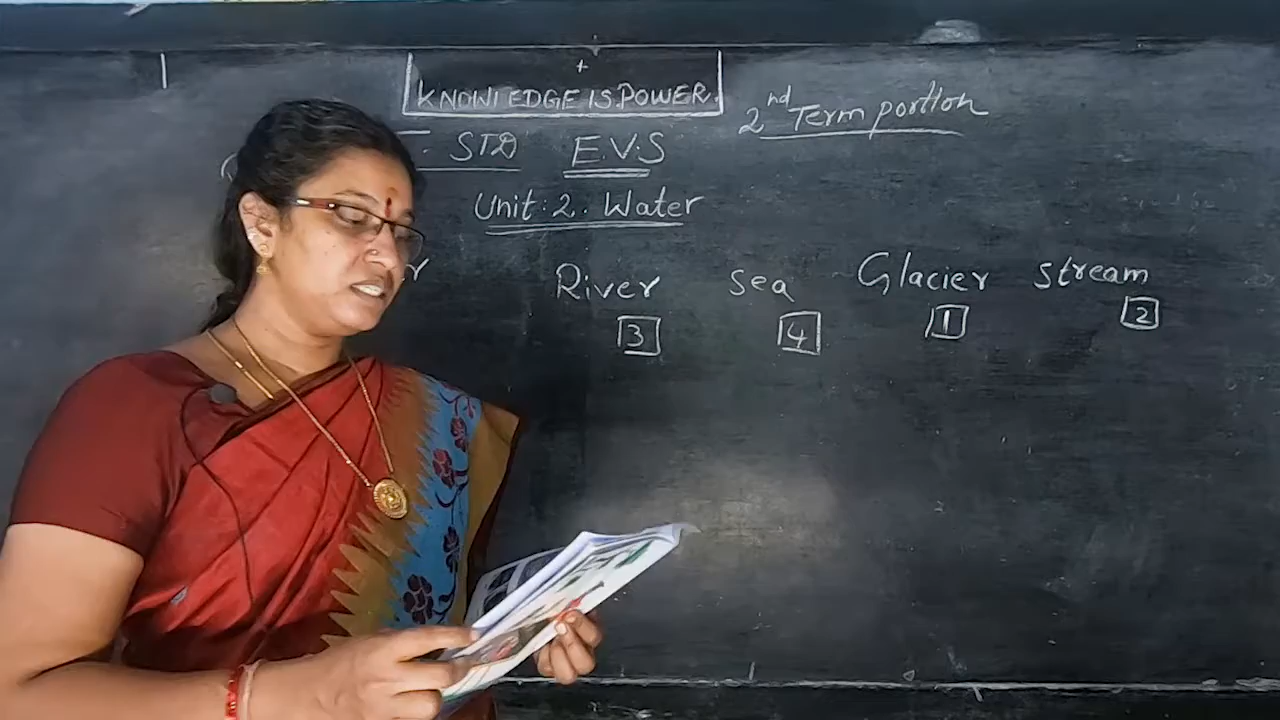 KNOWLEDGE IS POWER.
2nd Term portion
STD E.V.S
Unit: 2. Water
River Sea Glacier stream
3 4 1 2